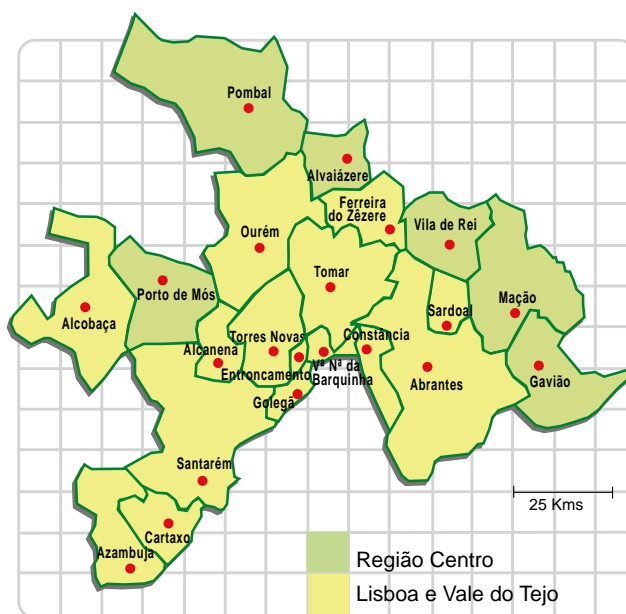 Pombal
Alvaiázere
Ferreira
do Zêzere
Vila de Rei
Ourém
Tomar
Porto de Mós
Mação
Sardoal
Alcobaça
Torres Novas
Constância
Alcanena
Vª Nª da
Barquinha
Entroncamento
Abrantes
Gavião
Golegã
Santarém
25 Kms
Cartaxo
Azambuja
Região Centro
Lisboa e Vale do Tejo